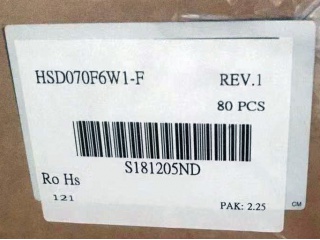 HSD070F6W1-F REV.1
80 PCS
S181205ND
Ro Hs
121
PAK: 2.25
CM